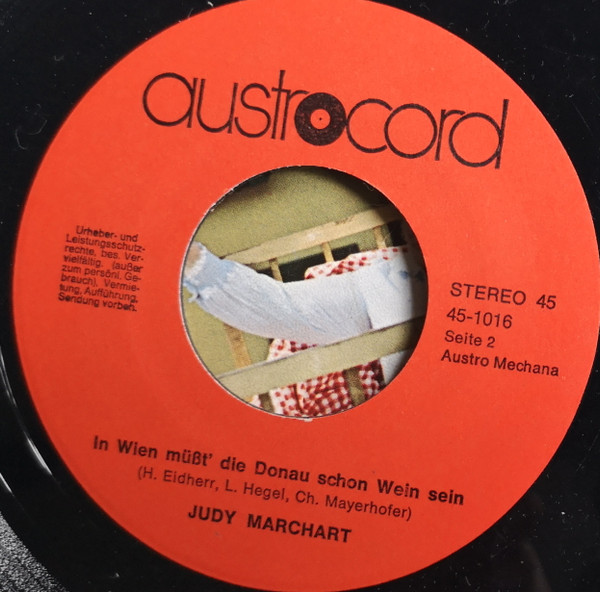 austrocord
Urheber- und
Leistungsschutz-
rechte, bes. Ver-
vielfältig. (außer
zum persönl. Ge-
brauch). Vermie-
tung, Aufführung,
Sendung vorbeh.
STEREO 45
45-1016
Seite 2
Austro Mechana
In Wien müßt' die Donau schon Wein sein
(H. Eidherr, L. Hegel, Ch. Mayerhofer)
JUDY MARCHART